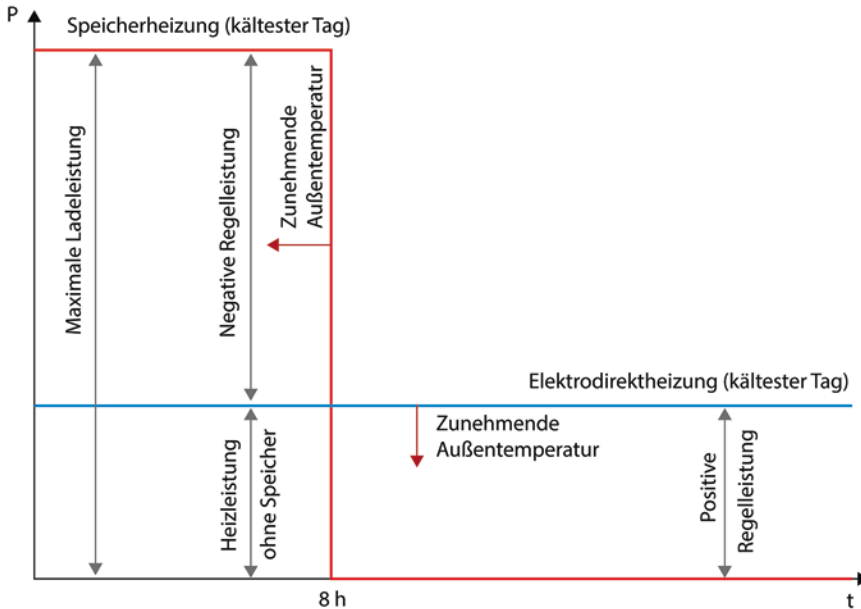 P
Speicherheizung (kältester Tag)
Maximale Ladeleistung
Negative Regelleistung
Zunehmende
Außentemperatur
Elektrodirektheizung (kältester Tag)
Zunehmende
Außentemperatur
Heizleistung
ohne Speicher
Positive
Regelleistung
8 h
t